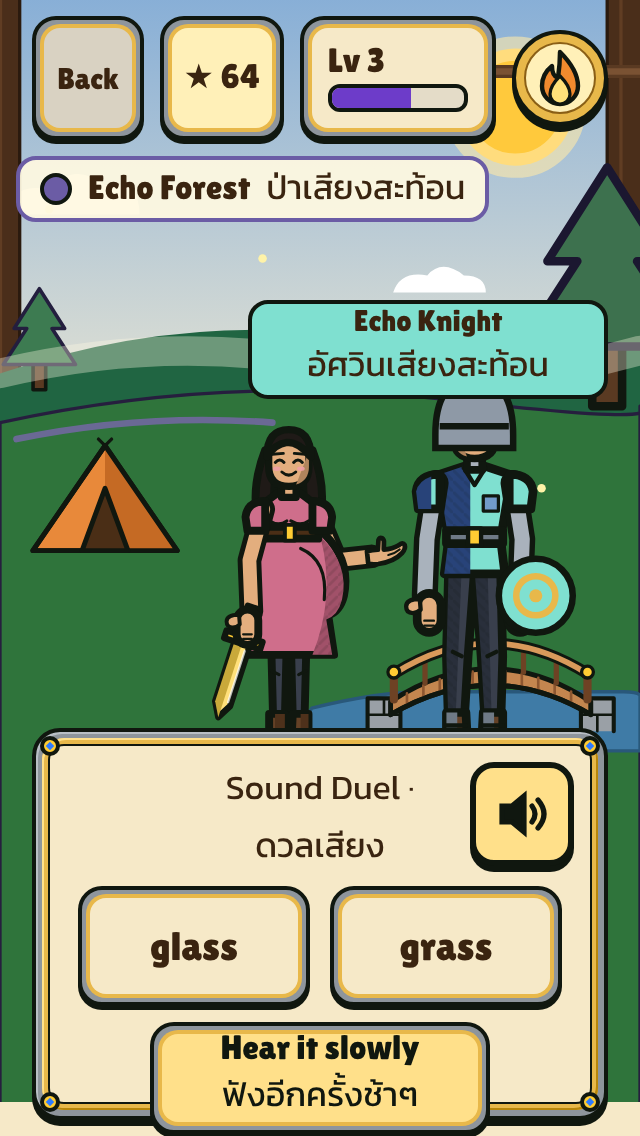 Back
★ 64
Lv 3
Echo Forest ป่าเสียงสะท้อน
Echo Knight
อัศวินเสียงสะท้อน
Sound Duel ·
ดวลเสียง
glass
grass
Hear it slowly
ฟังอีกครั้งช้าๆ